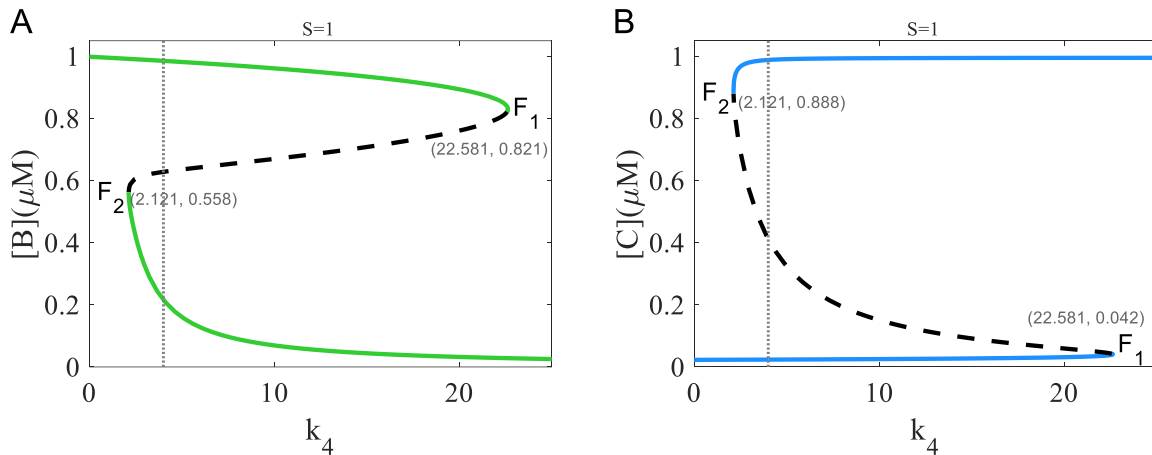 A
S=1
[B](μM)
1
0.8
0.6
0.4
0.2
0
F1
(22.581, 0.821)
F2
(2.121, 0.558)
0
10
20
k4
B
S=1
[C](μM)
1
0.8
0.6
0.4
0.2
0
F2
(2.121, 0.888)
(22.581, 0.042)
F1
0
10
20
k4